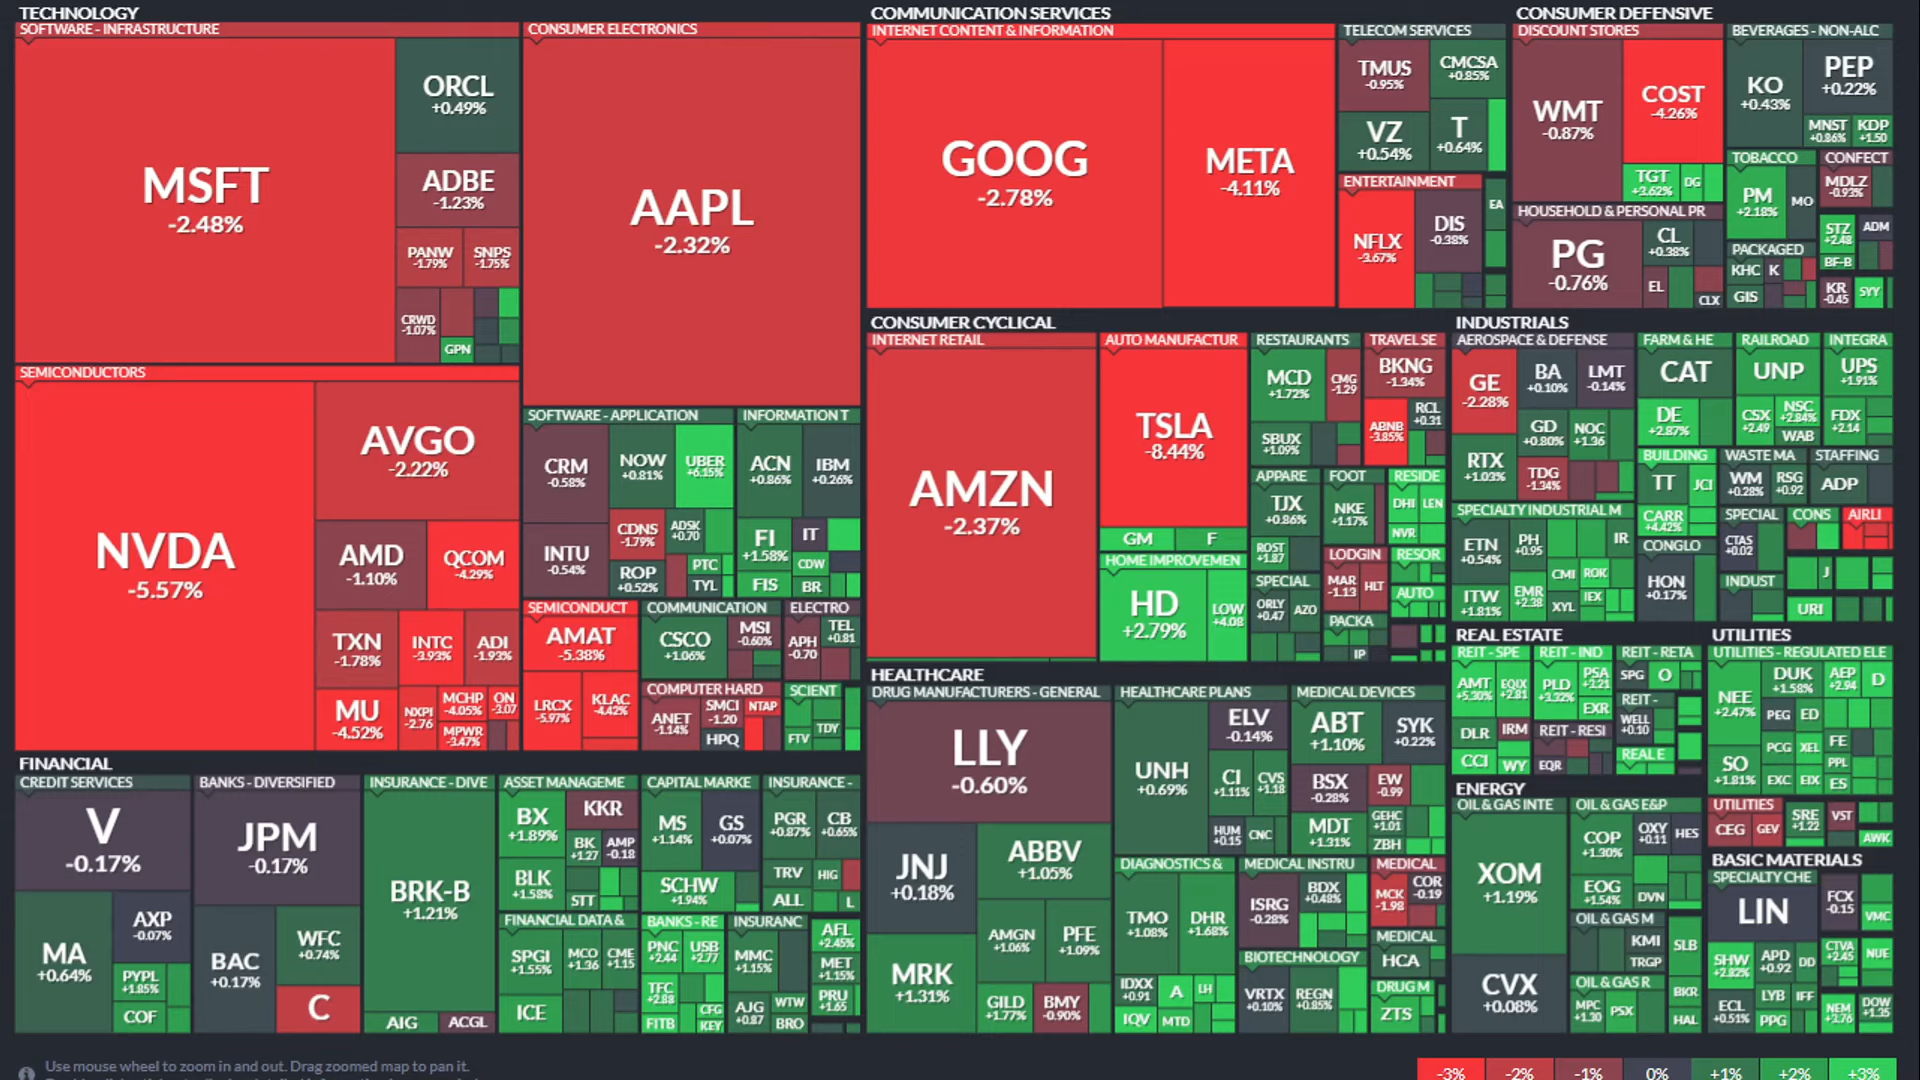 TECHNOLOGY
SOFTWARE - INFRASTRUCTURE
MSFT
-2.48%
ORCL
+0.49%
ADBE
-1.23%
PANW
-1.79%
SNPS
-1.75%
CRWD
-1.07%
GPN
CONSUMER ELECTRONICS
AAPL
-2.32%
SEMICONDUCTORS
NVDA
-5.57%
AVGO
-2.22%
AMD
-1.10%
QCOM
-4.29%
TXN
-1.78%
INTC
-3.93%
ADI
-1.93%
MU
-4.52%
NXPI
-2.76
MCHP
-4.05%
ON
-3.07
MPWR
-3.47%
SOFTWARE - APPLICATION
CRM
-0.58%
NOW
+0.81%
UBER
+6.15%
INTU
-0.54%
CDNS
-1.79%
ADSK
+0.70
ROP
+0.52%
PTC
TYL
INFORMATION T
ACN
+0.86%
IBM
+0.26%
FI
+1.58%
IT
CDW
FIS
BR
SEMICONDUCT
AMAT
-5.38%
LRCX
-5.97%
KLAC
-4.42%
COMMUNICATION
CSCO
+1.06%
MSI
-0.60%
ELECTRO
APH
-0.70
TEL
+0.81
COMPUTER HARD
ANET
-1.14%
SMCI
-1.20
NTAP
HPQ
SCIENT
TDY
FTV
COMMUNICATION SERVICES
INTERNET CONTENT & INFORMATION
GOOG
-2.78%
META
-4.11%
TELECOM SERVICES
TMUS
-0.95%
CMCSA
+0.85%
VZ
+0.54%
T
+0.64%
ENTERTAINMENT
NFLX
-3.67%
DIS
-0.38%
EA
CONSUMER DEFENSIVE
DISCOUNT STORES
WMT
-0.87%
COST
-4.26%
TGT
+3.62%
DG
BEVERAGES - NON-ALC
KO
+0.43%
PEP
+0.22%
MNST
+0.86%
KDP
+1.50
TOBACCO
PM
+2.18%
MO
CONFECT
MDLZ
-0.93%
HOUSEHOLD & PERSONAL PR
PG
-0.76%
CL
+0.38%
EL
CLX
PACKAGED
KHC
K
GIS
STZ
+2.48
ADM
BF-B
KR
-0.45
SYY
CONSUMER CYCLICAL
INTERNET RETAIL
AMZN
-2.37%
AUTO MANUFACTUR
TSLA
-8.44%
GM
F
HOME IMPROVEMEN
HD
+2.79%
LOW
+4.08
RESTAURANTS
MCD
+1.72%
CMG
-1.29
SBUX
+1.09%
TRAVEL SE
BKNG
-1.34%
ABNB
-3.85%
RCL
+0.31
APPARE
TJX
+0.86%
ROST
+1.87
FOOT
NKE
+1.17%
RESIDE
DHI
LEN
NVR
LODGIN
MAR
-1.13
HLT
RESOR
SPECIAL
ORLY
+0.47
AZO
AUTO
PACKA
IP
INDUSTRIALS
AEROSPACE & DEFENSE
GE
-2.28%
BA
+0.10%
LMT
-0.14%
RTX
+1.03%
GD
+0.80%
NOC
+1.36
TDG
-1.34%
FARM & HE
CAT
DE
+2.87%
RAILROAD
UNP
CSX
+2.49
NSC
+2.84%
WAB
INTEGRA
UPS
+1.91%
FDX
+2.14
BUILDING
TT
JCI
CARR
+4.42%
WASTE MA
WM
+0.28%
RSG
+0.92
STAFFING
ADP
SPECIALTY INDUSTRIAL M
ETN
+0.54%
PH
+0.95
IR
ITW
+1.81%
EMR
+2.38
CMI
ROK
XYL
IEX
CONGLO
HON
+0.17%
SPECIAL
CTAS
+0.02
CONS
AIRLI
INDUST
J
URI
HEALTHCARE
DRUG MANUFACTURERS - GENERAL
LLY
-0.60%
JNJ
+0.18%
ABBV
+1.05%
MRK
+1.31%
AMGN
+1.06%
PFE
+1.09%
GILD
+1.77%
BMY
-0.90%
HEALTHCARE PLANS
UNH
+0.69%
ELV
-0.14%
CI
+1.11%
CVS
+1.18
HUM
+0.15
CNC
MEDICAL DEVICES
ABT
+1.10%
SYK
+0.22%
BSX
-0.28%
EW
-0.99
MDT
+1.31%
GEHC
+1.01
ZBH
DIAGNOSTICS &
TMO
+1.08%
DHR
+1.68%
IDXX
+0.91
A
LH
IQV
MTD
MEDICAL INSTRU
ISRG
-0.28%
BDX
+0.48%
MEDICAL
MCK
-1.98
COR
-0.19
MEDICAL
HCA
BIOTECHNOLOGY
VRTX
+0.10%
REGN
+0.85%
DRUG M
ZTS
REAL ESTATE
REIT - SPE
AMT
+5.30%
EQIX
+2.81
DLR
IRM
CCI
WY
REIT - IND
PLD
+3.32%
PSA
+2.21
EXR
REIT - RETA
SPG
O
REIT -
WELL
+0.10
REIT - RESI
EQR
REAL E
UTILITIES
UTILITIES - REGULATED ELE
NEE
+2.47%
DUK
+1.58%
AEP
+2.94
D
SO
+1.81%
PEG
ED
PCG
XEL
FE
PPL
EXC
EIX
ES
UTILITIES
CEG
GEV
SRE
+1.22
VST
AWK
ENERGY
OIL & GAS INTE
XOM
+1.19%
CVX
+0.08%
OIL & GAS E&P
COP
+1.30%
OXY
+0.11
HES
EOG
+1.54%
DVN
OIL & GAS M
KMI
TRGP
SLB
OIL & GAS R
MPC
+1.30
PSX
BKR
HAL
BASIC MATERIALS
SPECIALTY CHE
LIN
FCX
-0.15
VMC
SHW
+2.82%
APD
+0.92
DD
CTVA
+2.45
NUE
ECL
+0.51%
LYB
IFF
PPG
NEM
+3.76
DOW
+1.35
FINANCIAL
CREDIT SERVICES
V
-0.17%
MA
+0.64%
AXP
-0.07%
PYPL
+1.85%
COF
BANKS - DIVERSIFIED
JPM
-0.17%
BAC
+0.17%
WFC
+0.74%
C
INSURANCE - DIVE
BRK-B
+1.21%
AIG
ACGL
ASSET MANAGEME
BX
+1.89%
KKR
BK
+1.27
AMP
-0.18
BLK
+1.58%
STT
CAPITAL MARKE
MS
+1.14%
GS
+0.07%
SCHW
+1.94%
INSURANCE -
PGR
+0.87%
CB
+0.65%
TRV
HIG
ALL
L
FINANCIAL DATA &
SPGI
+1.55%
MCO
+1.36
CME
+1.15
ICE
BANKS - RE
PNC
+2.44
USB
+2.77
TFC
+2.88
CFG
FITB
KEY
INSURANC
MMC
+1.15%
AJG
+0.87
WTW
BRO
AFL
+2.45%
MET
+1.15%
PRU
+1.65
Use mouse wheel to zoom in and out. Drag zoomed map to pan it.
-3%
-2%
-1%
0%
+1%
+2%
+3%